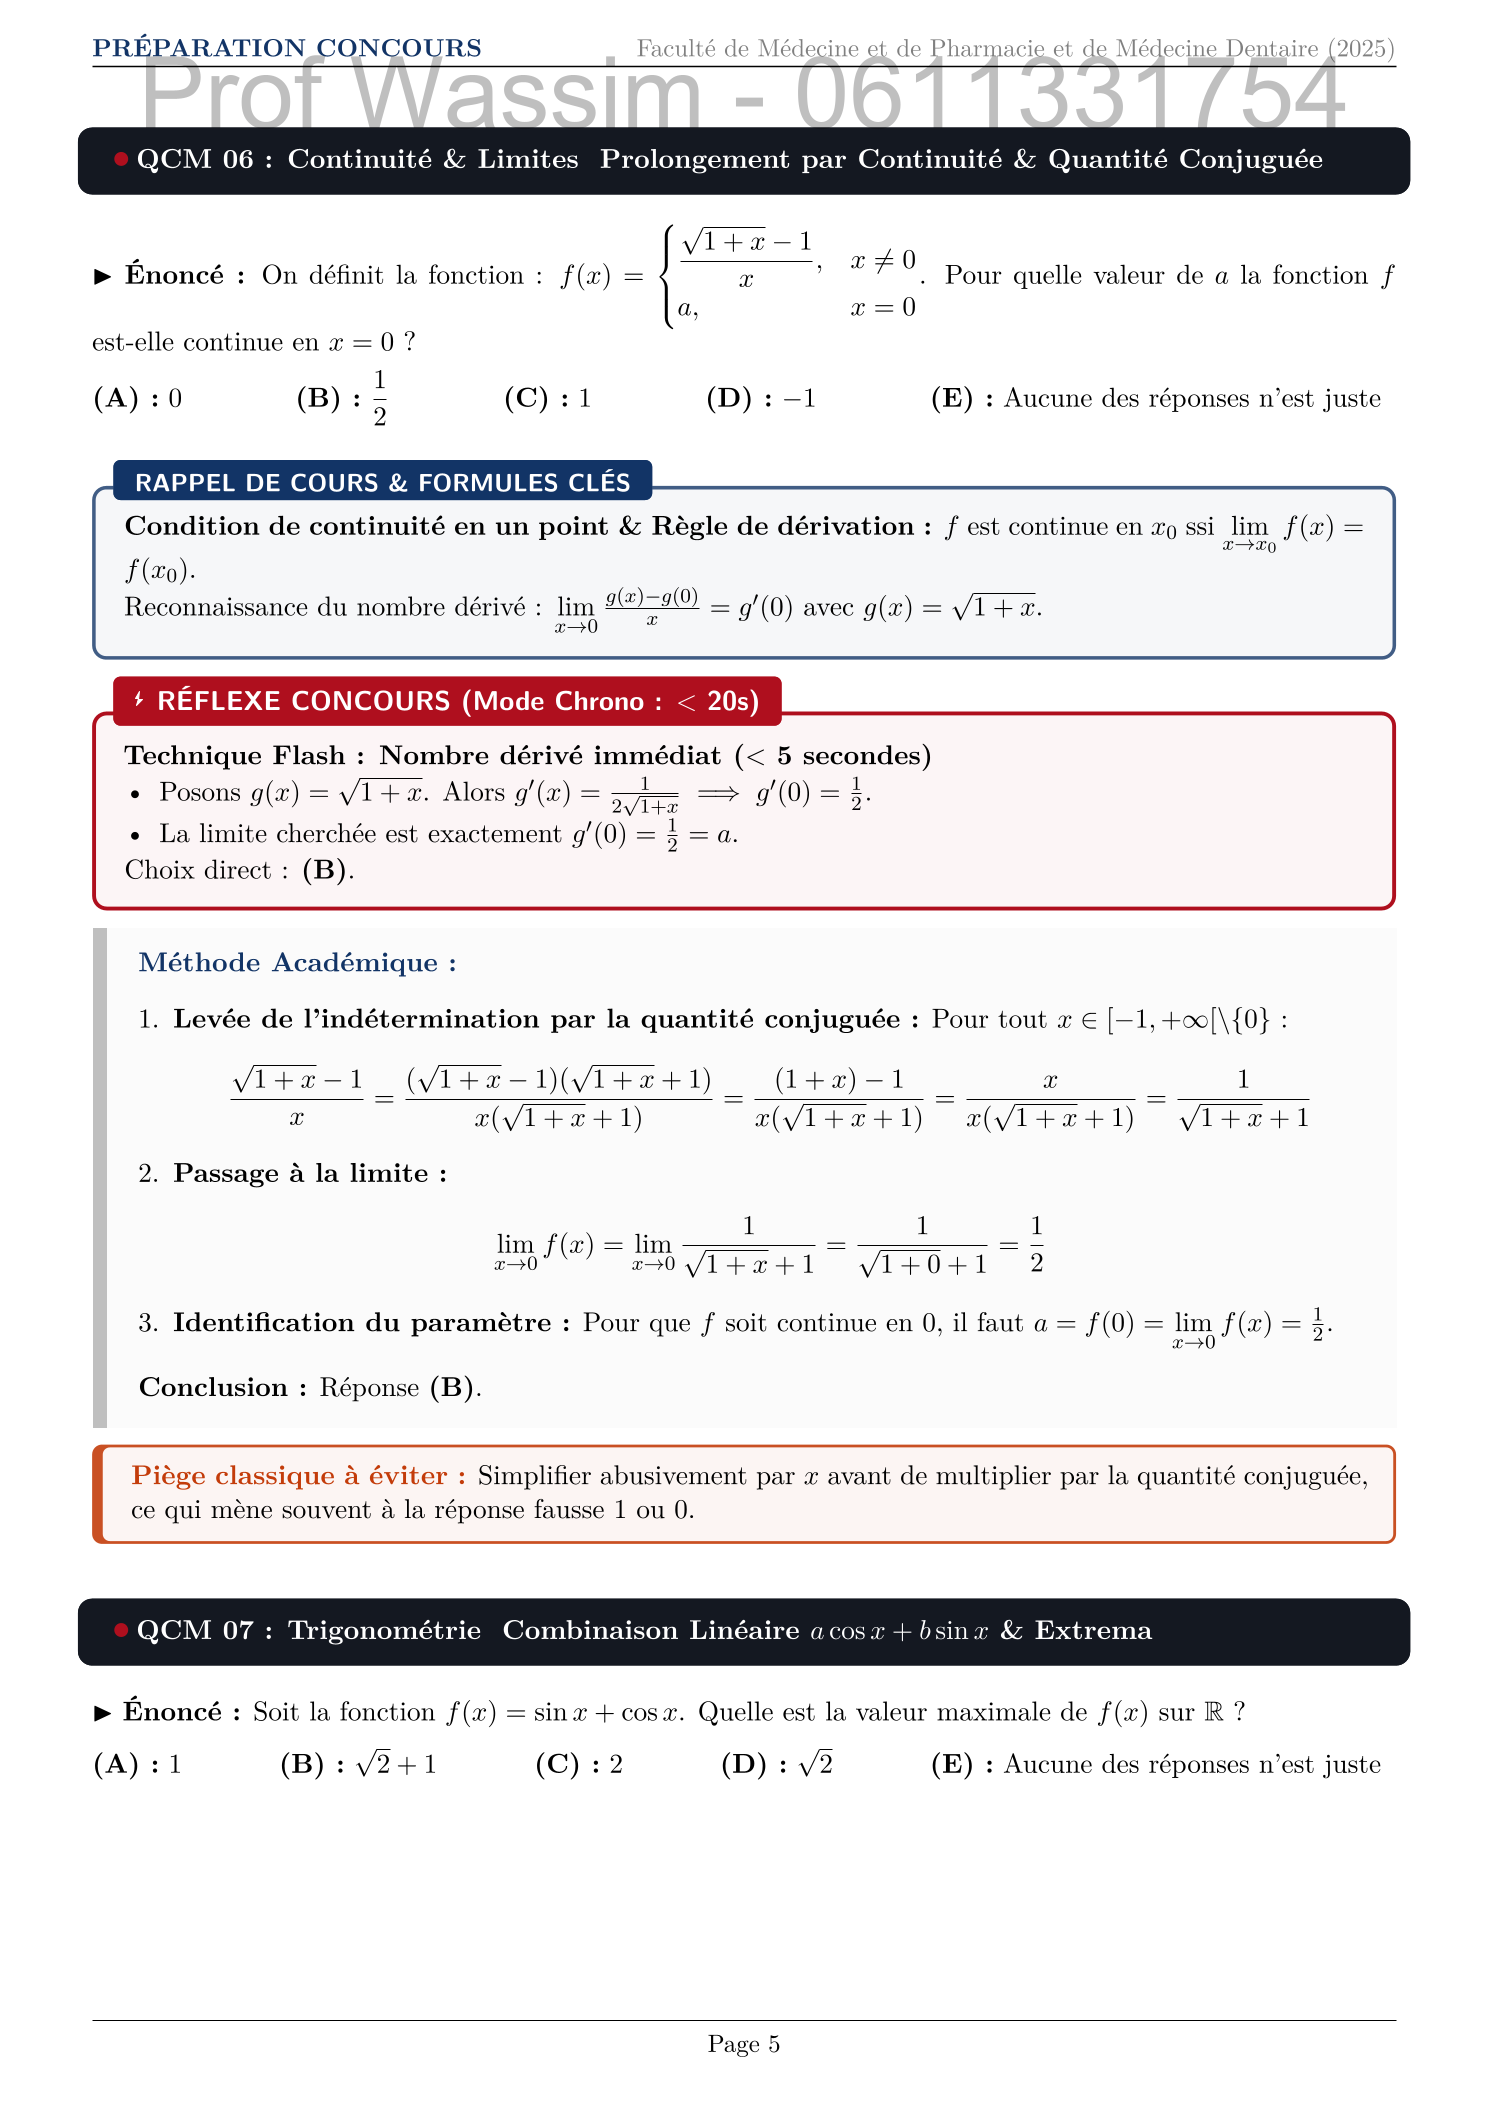 PRÉPARATION CONCOURS Faculté de Médecine et de Pharmacie et de Médecine Dentaire (2025)
Prof Wassim - 0611331754
QCM 06 : Continuité & Limites Prolongement par Continuité & Quantité Conjuguée
▶ Énoncé : On définit la fonction : f(x) = { (√(1+x) − 1)/x, x ≠ 0 ; a, x = 0 . Pour quelle valeur de a la fonction f
est-elle continue en x = 0 ?
(A) : 0 (B) : 1/2 (C) : 1 (D) : −1 (E) : Aucune des réponses n'est juste
RAPPEL DE COURS & FORMULES CLÉS
Condition de continuité en un point & Règle de dérivation : f est continue en x₀ ssi lim x→x₀ f(x) =
f(x₀).
Reconnaissance du nombre dérivé : lim x→0 (g(x)−g(0))/x = g′(0) avec g(x) = √(1+x).
RÉFLEXE CONCOURS (Mode Chrono : < 20s)
Technique Flash : Nombre dérivé immédiat (< 5 secondes)
• Posons g(x) = √(1+x). Alors g′(x) = 1/(2√(1+x)) ⟹ g′(0) = 1/2.
• La limite cherchée est exactement g′(0) = 1/2 = a.
Choix direct : (B).
Méthode Académique :
1. Levée de l'indétermination par la quantité conjuguée : Pour tout x ∈ [−1, +∞[\{0} :
(√(1+x) − 1)/x = ((√(1+x) − 1)(√(1+x) + 1))/(x(√(1+x) + 1)) = ((1 + x) − 1)/(x(√(1+x) + 1)) = x/(x(√(1+x) + 1)) = 1/(√(1+x) + 1)
2. Passage à la limite :
lim x→0 f(x) = lim x→0 1/(√(1+x) + 1) = 1/(√(1+0) + 1) = 1/2
3. Identification du paramètre : Pour que f soit continue en 0, il faut a = f(0) = lim x→0 f(x) = 1/2.
Conclusion : Réponse (B).
Piège classique à éviter : Simplifier abusivement par x avant de multiplier par la quantité conjuguée,
ce qui mène souvent à la réponse fausse 1 ou 0.
QCM 07 : Trigonométrie Combinaison Linéaire a cos x + b sin x & Extrema
▶ Énoncé : Soit la fonction f(x) = sin x + cos x. Quelle est la valeur maximale de f(x) sur ℝ ?
(A) : 1 (B) : √2 + 1 (C) : 2 (D) : √2 (E) : Aucune des réponses n'est juste
Page 5